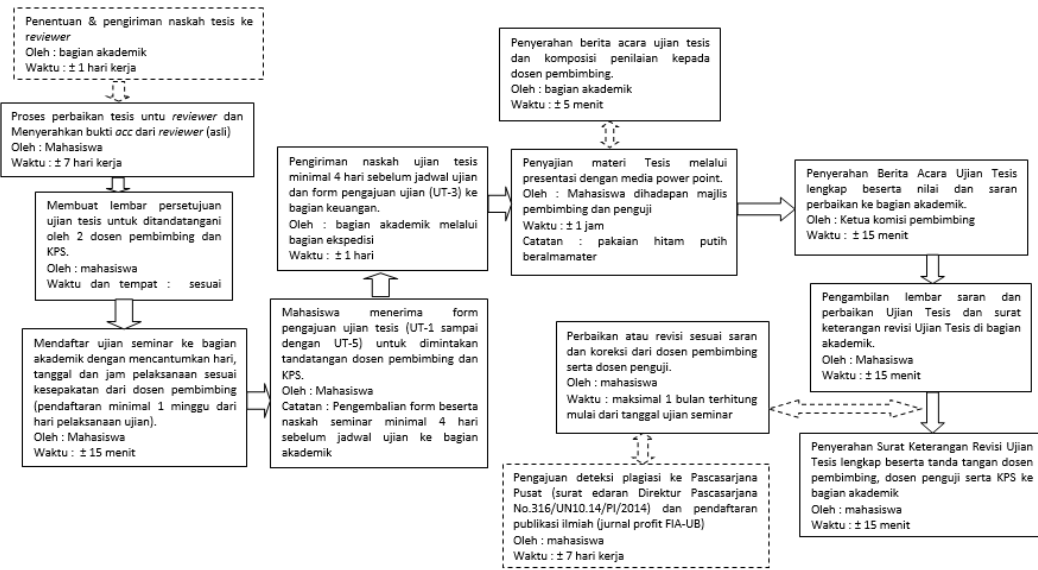 Penentuan & pengiriman naskah tesis ke
reviewer
Oleh : bagian akademik
Waktu : ± 1 hari kerja
Proses perbaikan tesis untu reviewer dan
Menyerahkan bukti acc dari reviewer (asli)
Oleh : Mahasiswa
Waktu : ± 7 hari kerja
Membuat lembar persetujuan
ujian tesis untuk ditandatangani
oleh 2 dosen pembimbing dan
KPS.
Oleh : mahasiswa
Waktu dan tempat : sesuai
Mendaftar ujian seminar ke bagian
akademik dengan mencantumkan hari,
tanggal dan jam pelaksanaan sesuai
kesepakatan dari dosen pembimbing
(pendaftaran minimal 1 minggu dari
hari pelaksanaan ujian).
Oleh : Mahasiswa
Waktu : ± 15 menit
Mahasiswa menerima form
pengajuan ujian tesis (UT-1 sampai
dengan UT-5) untuk dimintakan
tandatangan dosen pembimbing dan
KPS.
Oleh : Mahasiswa
Catatan : Pengembalian form beserta
naskah seminar minimal 4 hari
sebelum jadwal ujian ke bagian
akademik
Pengiriman naskah ujian tesis
minimal 4 hari sebelum jadwal ujian
dan form pengajuan ujian (UT-3) ke
bagian keuangan.
Oleh : bagian akademik melalui
bagian ekspedisi
Waktu : ± 1 hari
Penyerahan berita acara ujian tesis
dan komposisi penilaian kepada
dosen pembimbing.
Oleh : bagian akademik
Waktu : ± 5 menit
Penyajian materi Tesis melalui
presentasi dengan media power point.
Oleh : Mahasiswa dihadapan majlis
pembimbing dan penguji
Waktu : ± 1 jam
Catatan : pakaian hitam putih
beralmamater
Penyerahan Berita Acara Ujian Tesis
lengkap beserta nilai dan saran
perbaikan ke bagian akademik.
Oleh : Ketua komisi pembimbing
Waktu : ± 15 menit
Pengambilan lembar saran dan
perbaikan Ujian Tesis dan surat
keterangan revisi Ujian Tesis di bagian
akademik.
Oleh : Mahasiswa
Waktu : ± 15 menit
Penyerahan Surat Keterangan Revisi Ujian
Tesis lengkap beserta tanda tangan dosen
pembimbing, dosen penguji serta KPS ke
bagian akademik
Oleh : mahasiswa
Waktu : ± 15 menit
Perbaikan atau revisi sesuai saran
dan koreksi dari dosen pembimbing
serta dosen penguji.
Oleh : mahasiswa
Waktu : maksimal 1 bulan terhitung
mulai dari tanggal ujian seminar
Pengajuan deteksi plagiasi ke Pascasarjana
Pusat (surat edaran Direktur Pascasarjana
No.316/UN10.14/PI/2014) dan pendaftaran
publikasi ilmiah (jurnal profit FIA-UB)
Oleh : mahasiswa
Waktu : ± 7 hari kerja